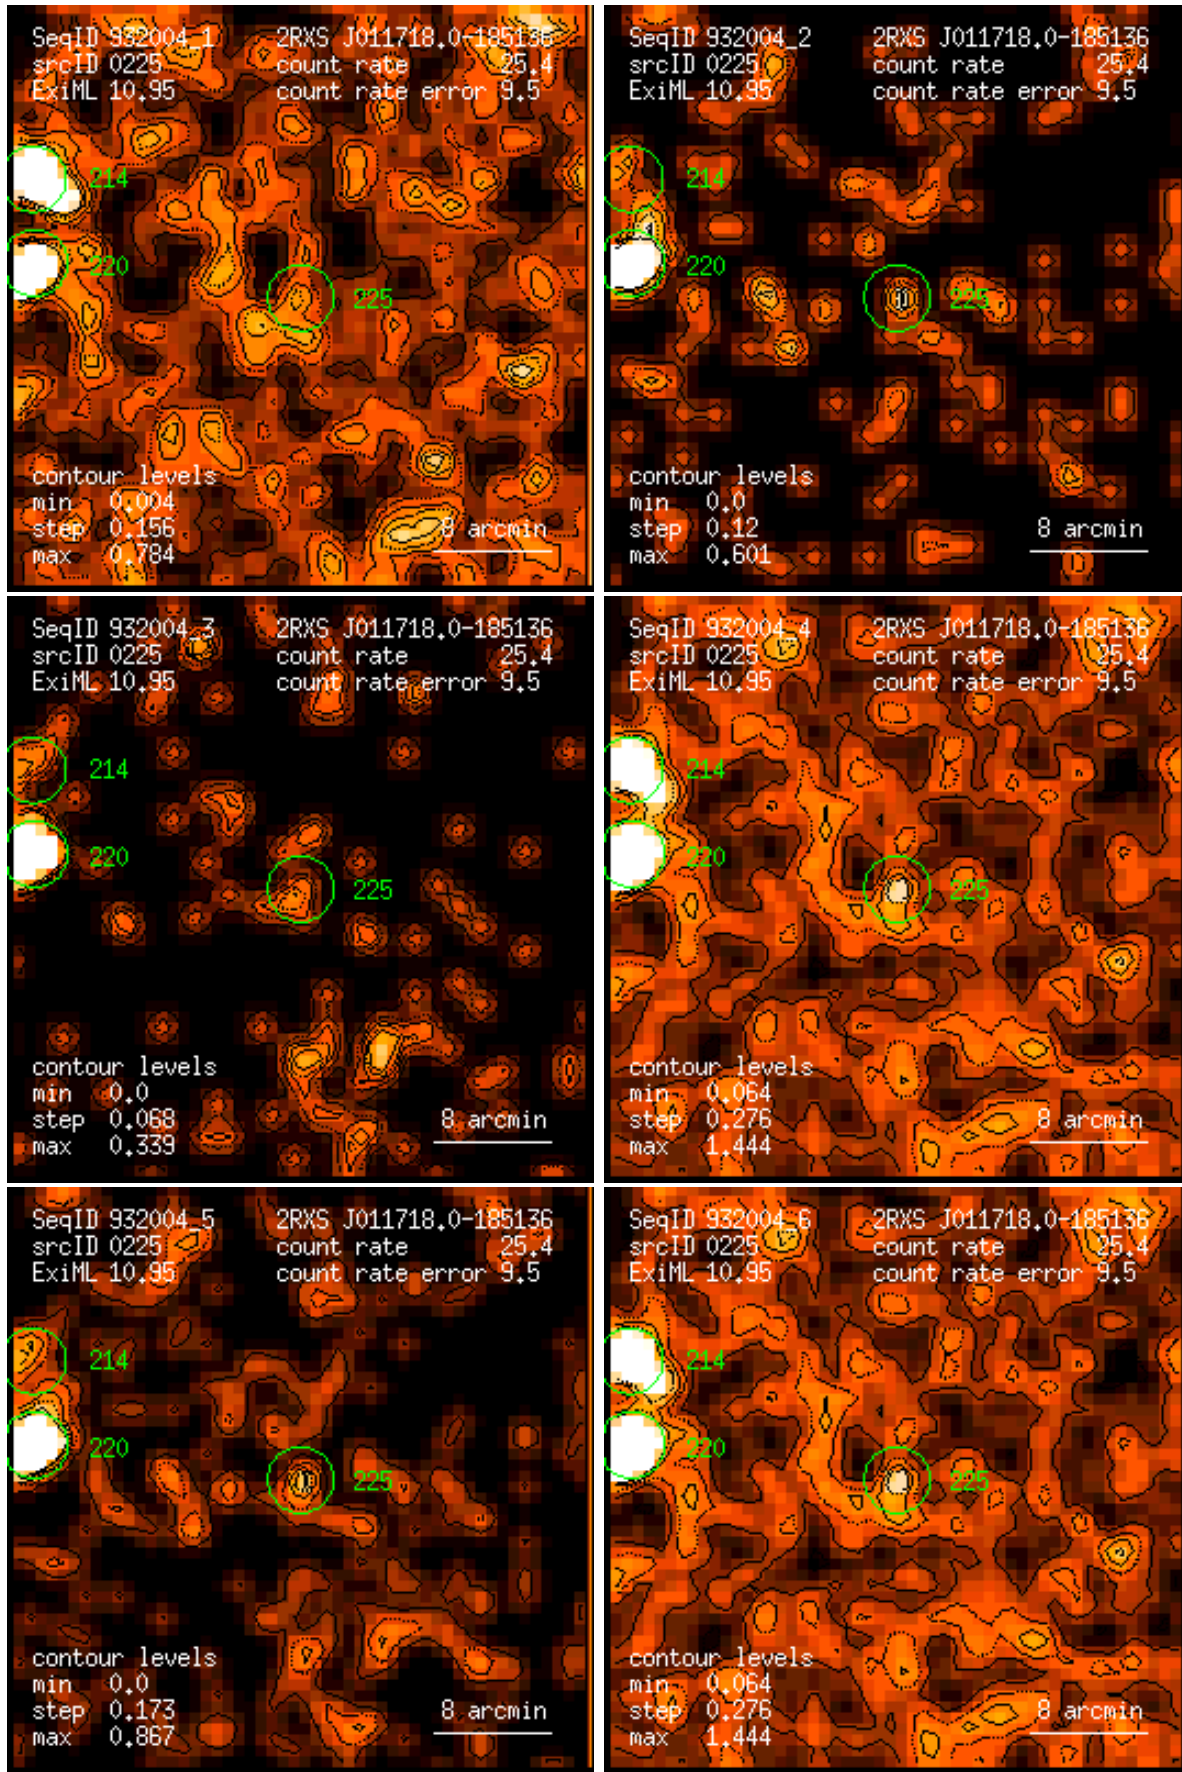 SeqID 932004_1 2RXS J011718.0-185136
srcID 0225 count rate 25.4
ExiML 10.95 count rate error 9.5
214
220
225
contour levels
min 0.004
step 0.156
max 0.784
8 arcmin
SeqID 932004_2 2RXS J011718.0-185136
srcID 0225 count rate 25.4
ExiML 10.95 count rate error 9.5
214
220
225
contour levels
min 0.0
step 0.12
max 0.601
8 arcmin
SeqID 932004_3 2RXS J011718.0-185136
srcID 0225 count rate 25.4
ExiML 10.95 count rate error 9.5
214
220
225
contour levels
min 0.0
step 0.068
max 0.339
8 arcmin
SeqID 932004_4 2RXS J011718.0-185136
srcID 0225 count rate 25.4
ExiML 10.95 count rate error 9.5
214
220
225
contour levels
min 0.064
step 0.276
max 1.444
8 arcmin
SeqID 932004_5 2RXS J011718.0-185136
srcID 0225 count rate 25.4
ExiML 10.95 count rate error 9.5
214
220
225
contour levels
min 0.0
step 0.173
max 0.867
8 arcmin
SeqID 932004_6 2RXS J011718.0-185136
srcID 0225 count rate 25.4
ExiML 10.95 count rate error 9.5
214
220
225
contour levels
min 0.064
step 0.276
max 1.444
8 arcmin